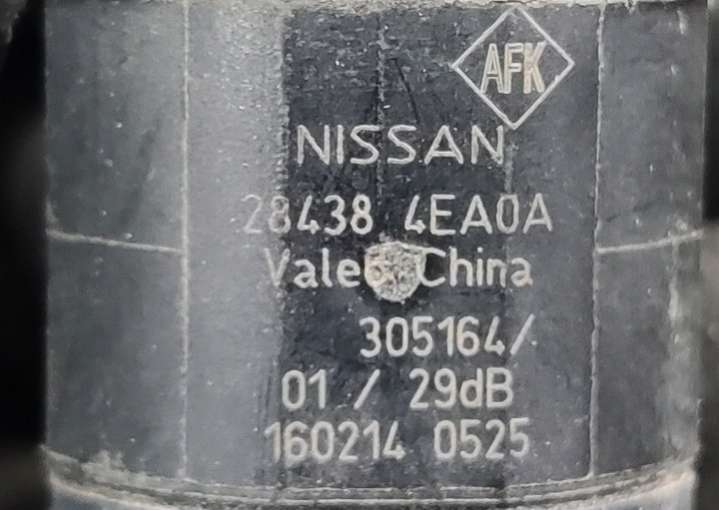 AFK
NISSAN
28438 4EA0A
Valeo China
305164/
01 / 29dB
160214 0525